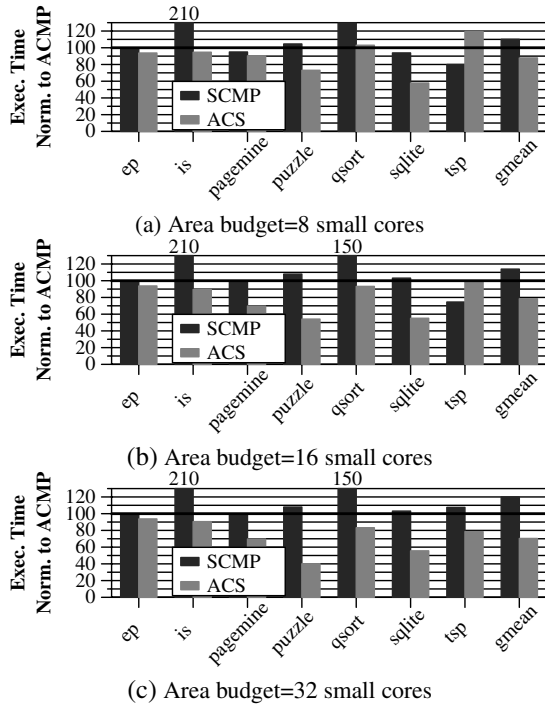 210
120
100
80
60
40
20
0
Exec. Time
Norm. to ACMP
SCMP
ACS
ep
is
pagemine
puzzle
qsort
sqlite
tsp
gmean
(a) Area budget=8 small cores
210 150
120
100
80
60
40
20
0
Exec. Time
Norm. to ACMP
SCMP
ACS
ep
is
pagemine
puzzle
qsort
sqlite
tsp
gmean
(b) Area budget=16 small cores
210 150
120
100
80
60
40
20
0
Exec. Time
Norm. to ACMP
SCMP
ACS
ep
is
pagemine
puzzle
qsort
sqlite
tsp
gmean
(c) Area budget=32 small cores